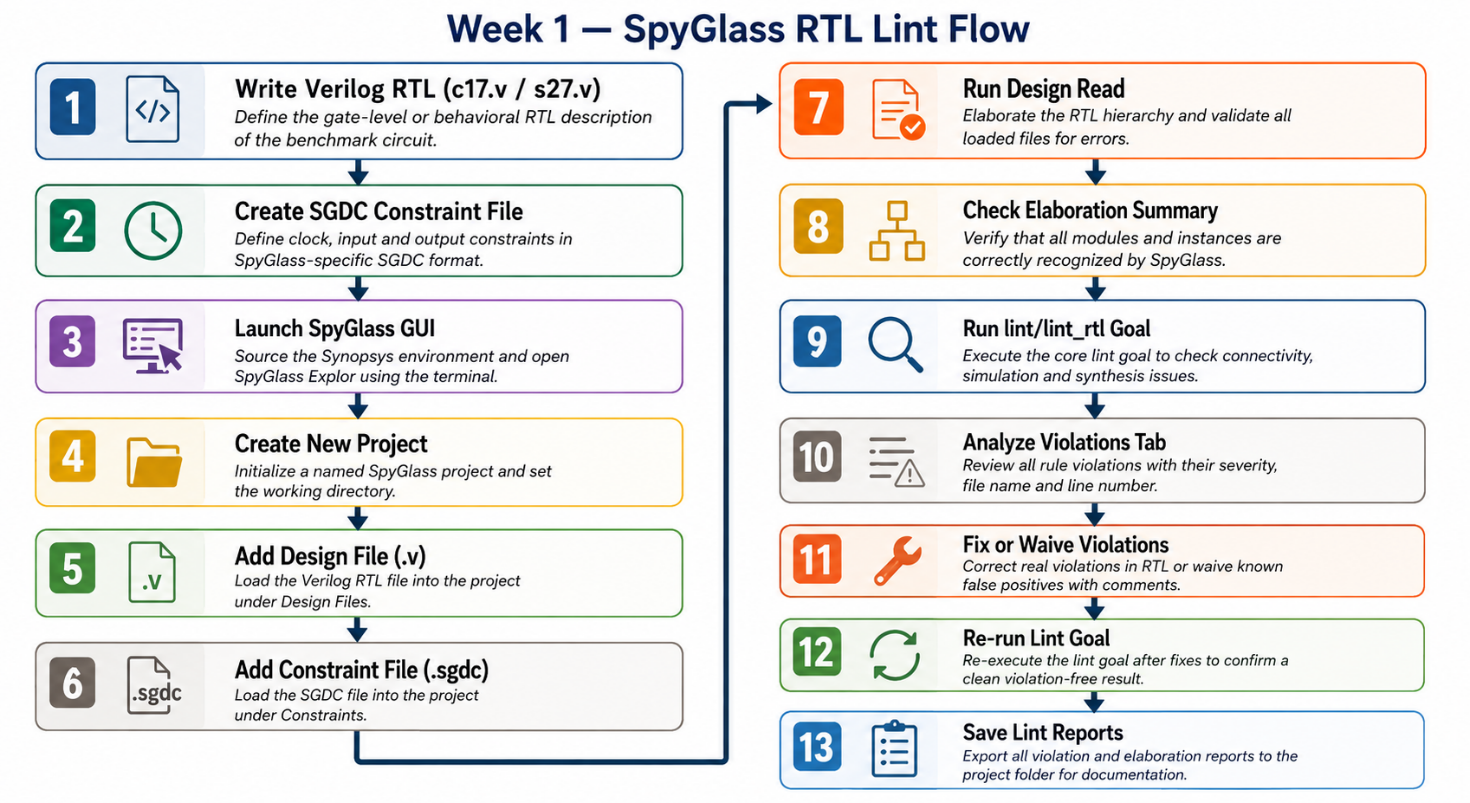 Week 1 — SpyGlass RTL Lint Flow
1
</>
Write Verilog RTL (c17.v / s27.v)
Define the gate-level or behavioral RTL description
of the benchmark circuit.
2
Create SGDC Constraint File
Define clock, input and output constraints in
SpyGlass-specific SGDC format.
3
Launch SpyGlass GUI
Source the Synopsys environment and open
SpyGlass Explor using the terminal.
4
Create New Project
Initialize a named SpyGlass project and set
the working directory.
5
.v
Add Design File (.v)
Load the Verilog RTL file into the project
under Design Files.
6
.sgdc
Add Constraint File (.sgdc)
Load the SGDC file into the project
under Constraints.
7
Run Design Read
Elaborate the RTL hierarchy and validate all
loaded files for errors.
8
Check Elaboration Summary
Verify that all modules and instances are
correctly recognized by SpyGlass.
9
Run lint/lint_rtl Goal
Execute the core lint goal to check connectivity,
simulation and synthesis issues.
10
Analyze Violations Tab
Review all rule violations with their severity,
file name and line number.
11
Fix or Waive Violations
Correct real violations in RTL or waive known
false positives with comments.
12
Re-run Lint Goal
Re-execute the lint goal after fixes to confirm a
clean violation-free result.
13
Save Lint Reports
Export all violation and elaboration reports to the
project folder for documentation.